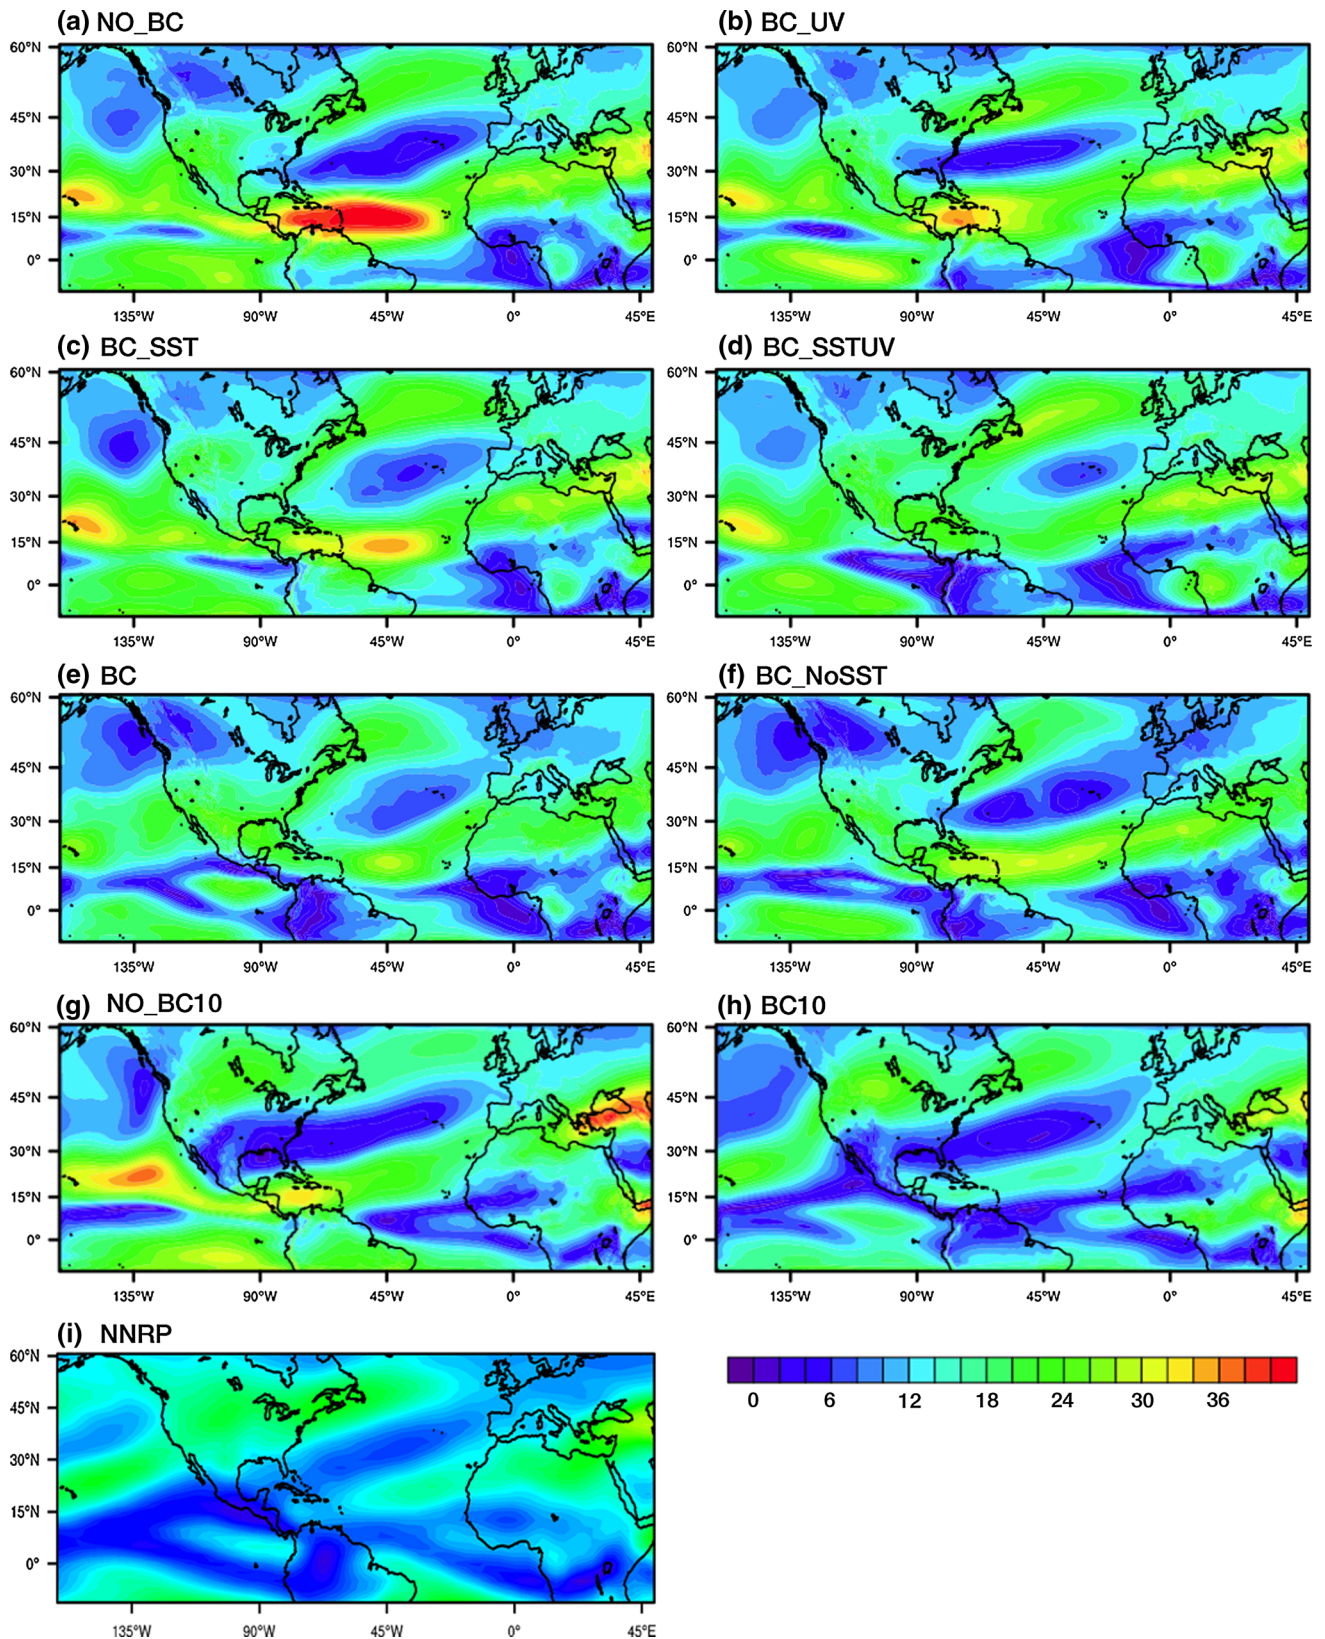 (a) NO_BC
(b) BC_UV
60°N
45°N
30°N
15°N
0°
135°W 90°W 45°W 0° 45°E
60°N
45°N
30°N
15°N
0°
135°W 90°W 45°W 0° 45°E
(c) BC_SST
(d) BC_SSTUV
60°N
45°N
30°N
15°N
0°
135°W 90°W 45°W 0° 45°E
60°N
45°N
30°N
15°N
0°
135°W 90°W 45°W 0° 45°E
(e) BC
(f) BC_NoSST
60°N
45°N
30°N
15°N
0°
135°W 90°W 45°W 0° 45°E
60°N
45°N
30°N
15°N
0°
135°W 90°W 45°W 0° 45°E
(g) NO_BC10
(h) BC10
60°N
45°N
30°N
15°N
0°
135°W 90°W 45°W 0° 45°E
60°N
45°N
30°N
15°N
0°
135°W 90°W 45°W 0° 45°E
(i) NNRP
60°N
45°N
30°N
15°N
0°
135°W 90°W 45°W 0° 45°E
0 6 12 18 24 30 36